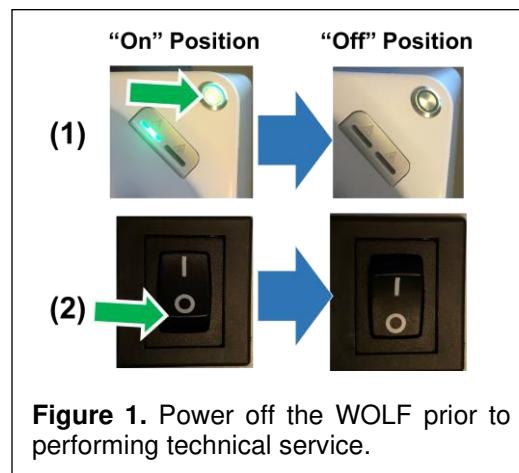 “On” Position “Off” Position
(1)
(2)
I I
O O
Figure 1. Power off the WOLF prior to
performing technical service.